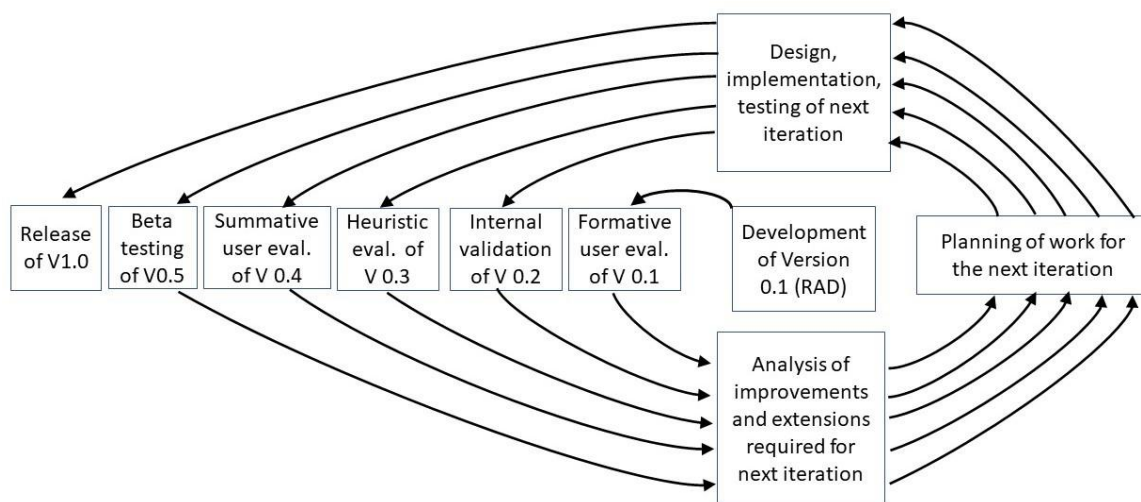 Design,
implementation,
testing of next
iteration
Release
of V1.0
Beta
testing
of V0.5
Summative
user eval.
of V 0.4
Heuristic
eval. of
V 0.3
Internal
validation
of V 0.2
Formative
user eval.
of V 0.1
Development
of Version
0.1 (RAD)
Planning of work for
the next iteration
Analysis of
improvements
and extensions
required for
next iteration